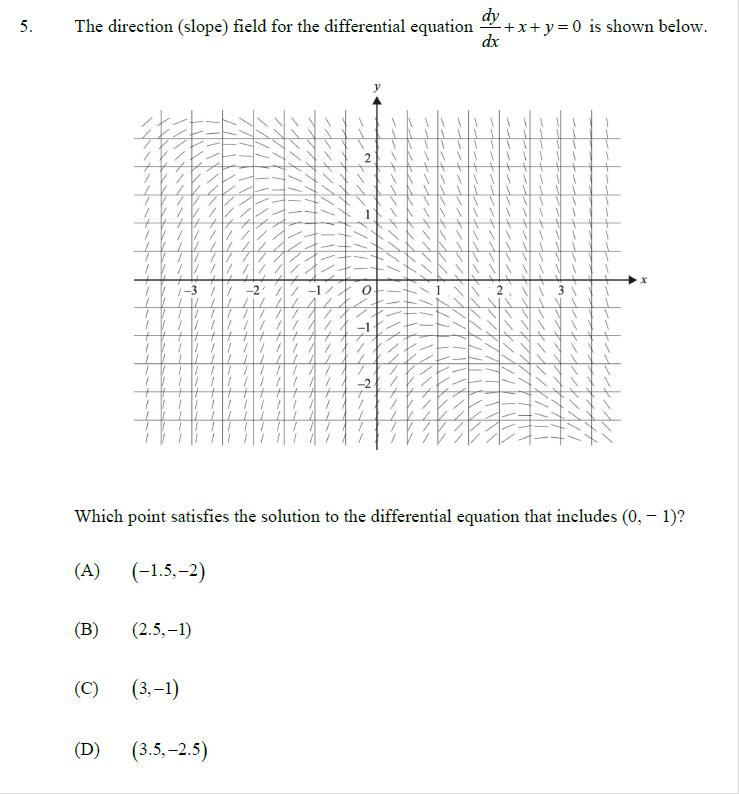 5. The direction (slope) field for the differential equation dy/dx + x + y = 0 is shown below.
y
2
1
−3 −2 −1 O 1 2 3 x
−1
−2
Which point satisfies the solution to the differential equation that includes (0, − 1)?
(A) (−1.5, −2)
(B) (2.5, −1)
(C) (3, −1)
(D) (3.5, −2.5)